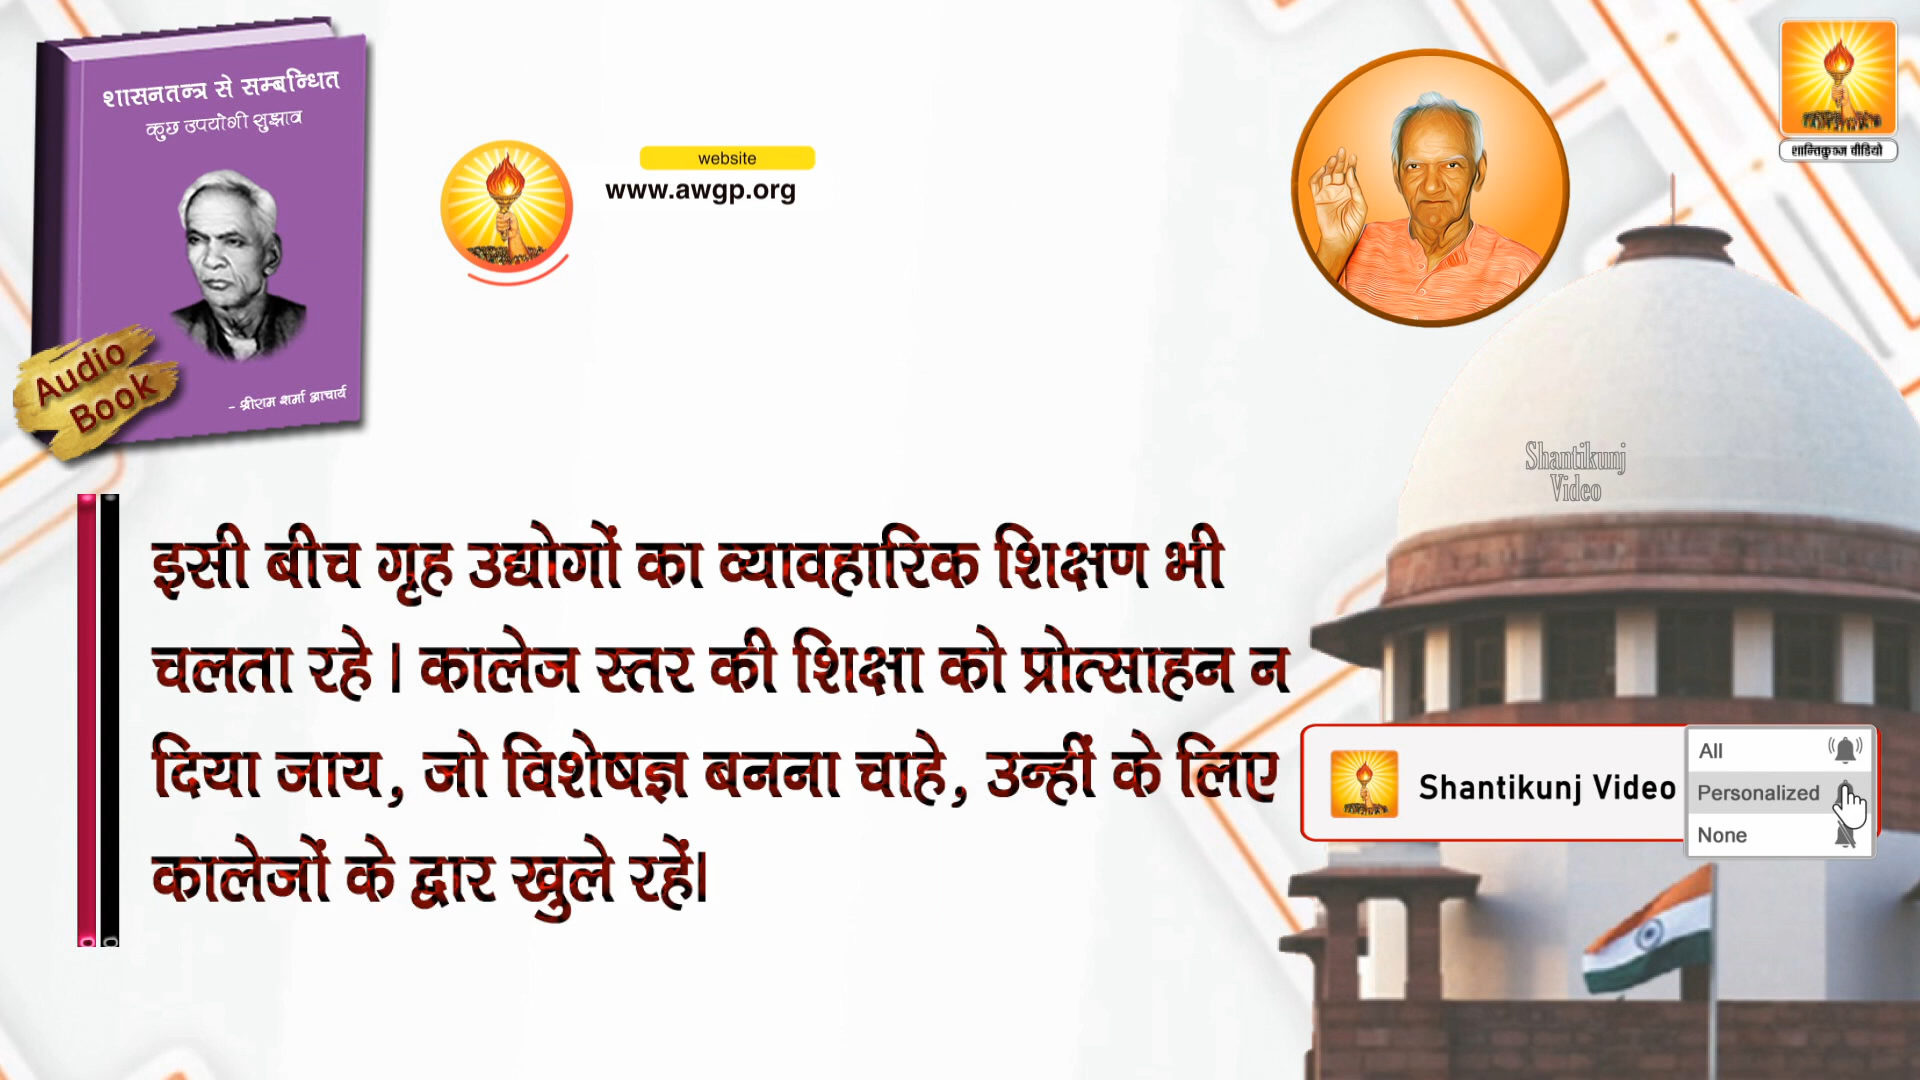 शासनतन्त्र से सम्बन्धित
कुछ उपयोगी सुझाव
- श्रीराम शर्मा आचार्य
Audio
Book
website
www.awgp.org
शान्तिकुञ्ज वीडियो
Shantikunj
Video
इसी बीच गृह उद्योगों का व्यावहारिक शिक्षण भी
चलता रहे । कालेज स्तर की शिक्षा को प्रोत्साहन न
दिया जाय, जो विशेषज्ञ बनना चाहे, उन्हीं के लिए
कालेजों के द्वार खुले रहें।
Shantikunj Video
All
Personalized
None